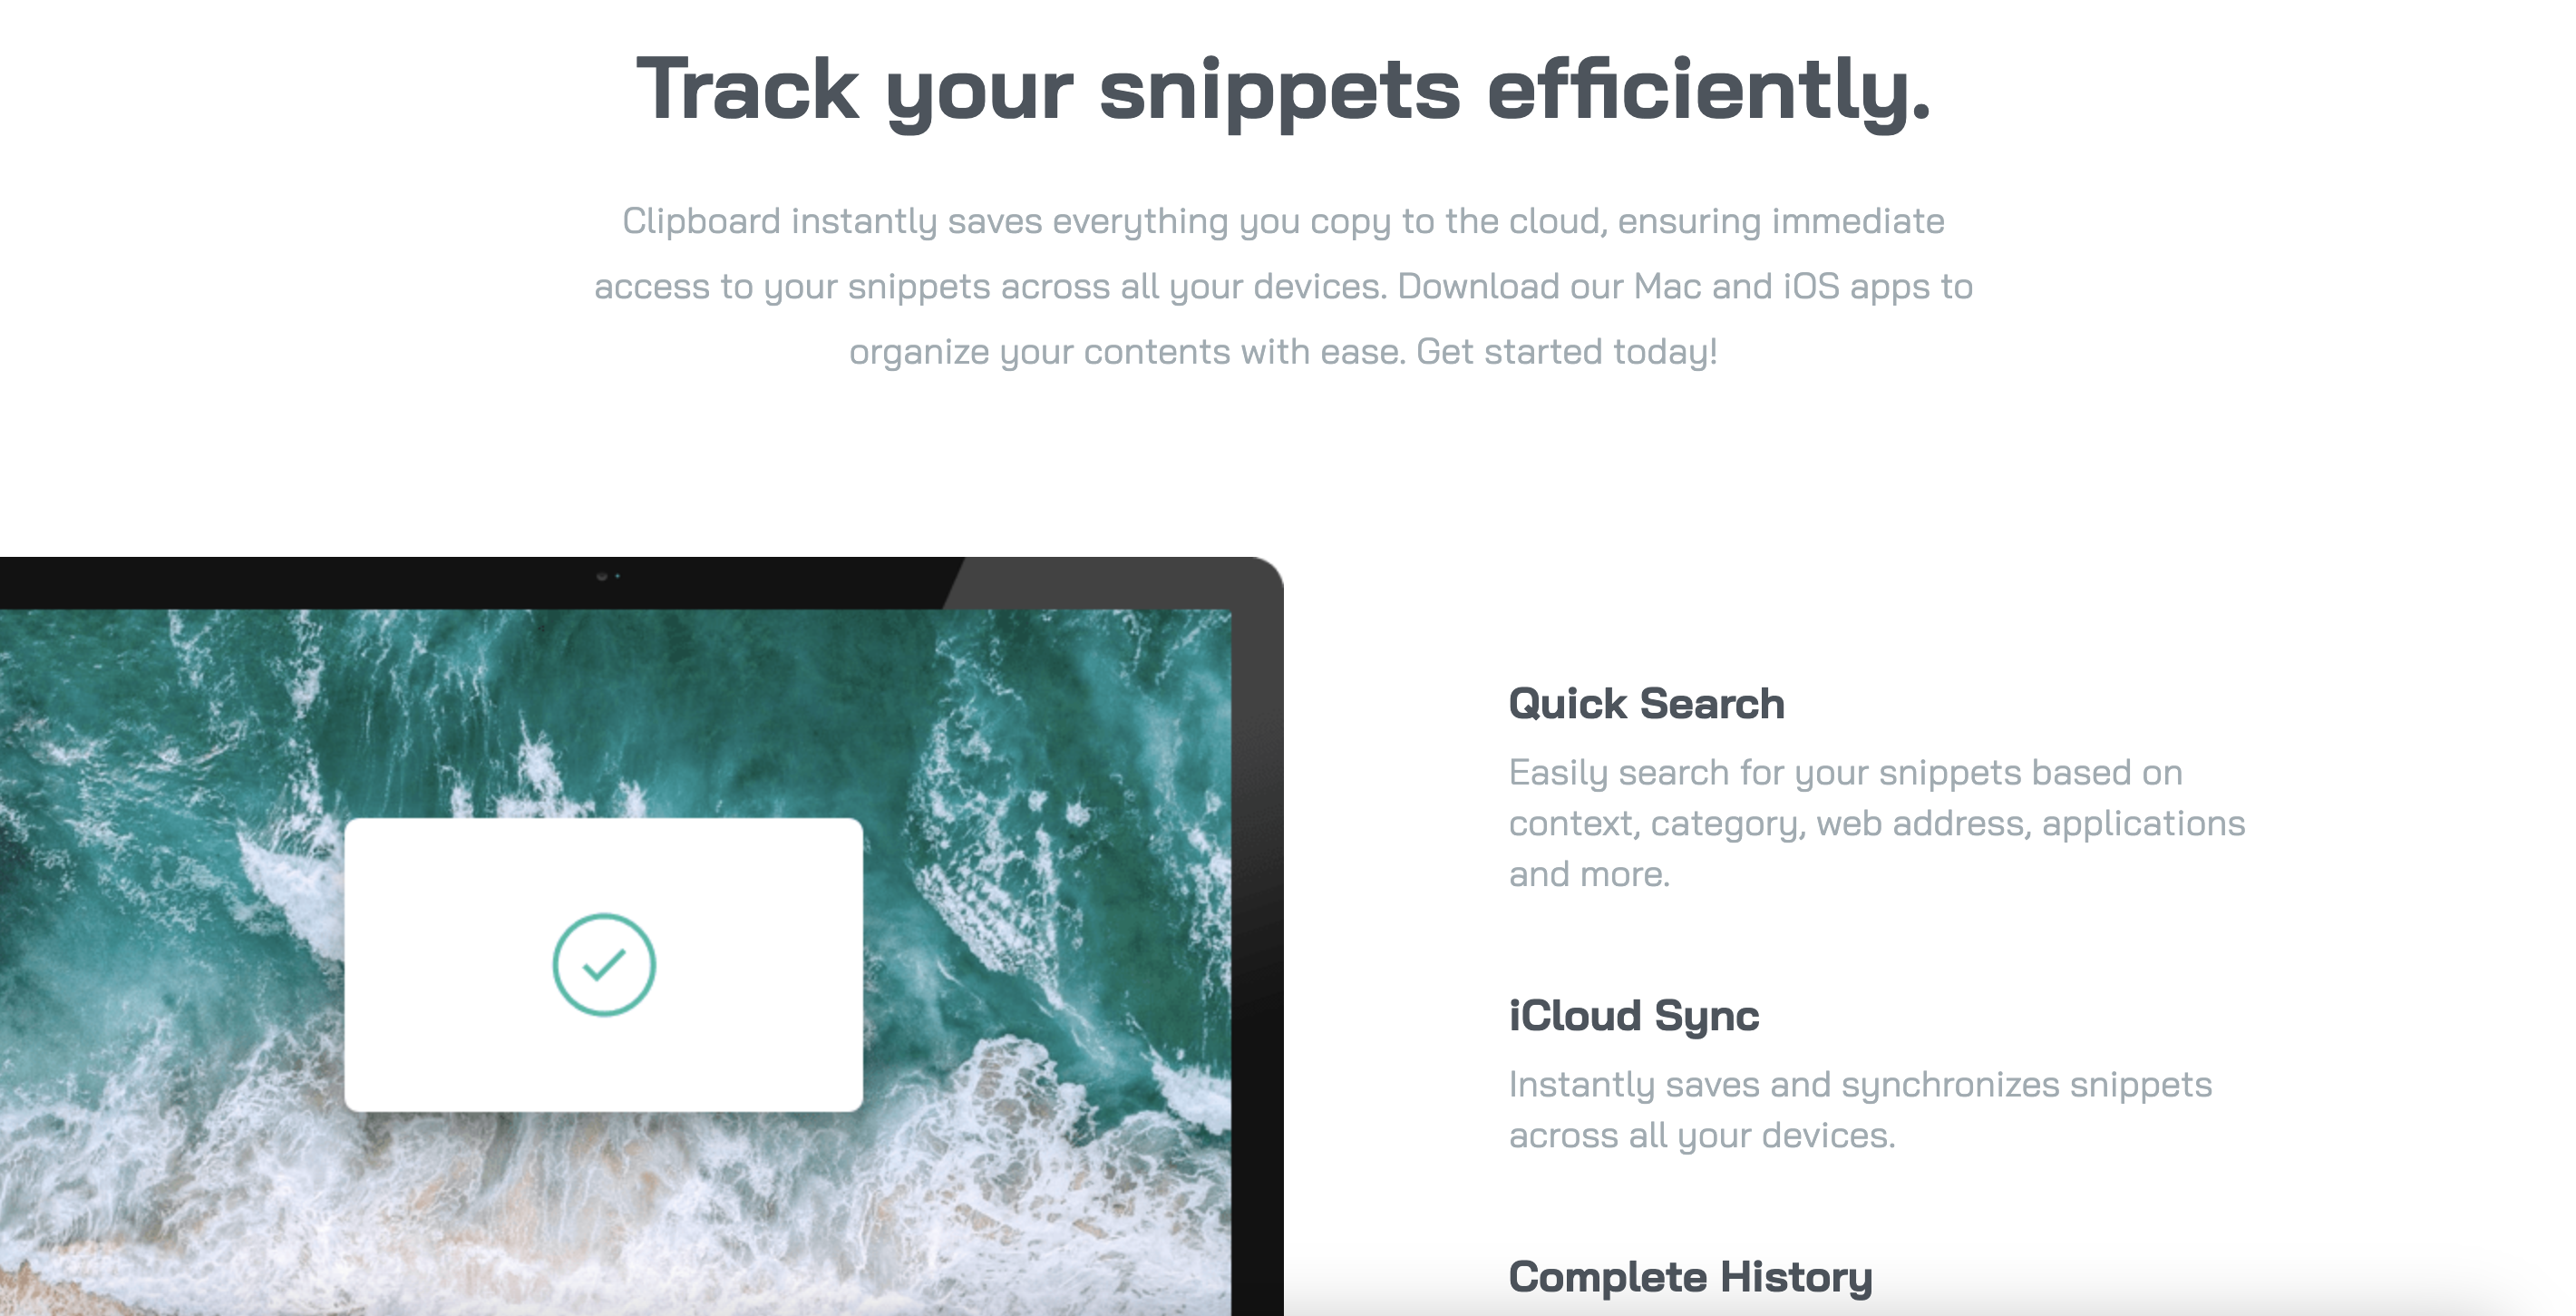 Track your snippets efficiently.
Clipboard instantly saves everything you copy to the cloud, ensuring immediate
access to your snippets across all your devices. Download our Mac and iOS apps to
organize your contents with ease. Get started today!
Quick Search
Easily search for your snippets based on
context, category, web address, applications
and more.
iCloud Sync
Instantly saves and synchronizes snippets
across all your devices.
Complete History